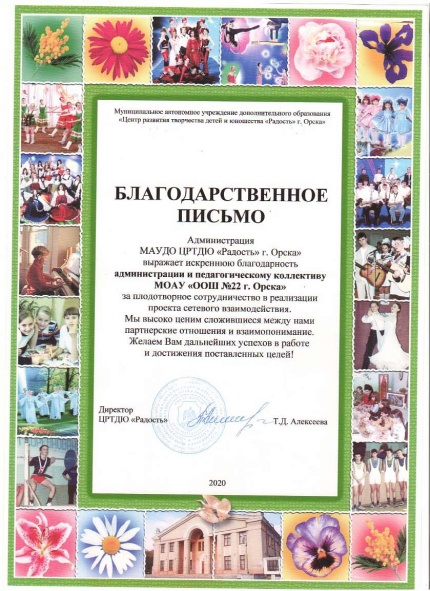 Муниципальное автономное учреждение дополнительного образования
«Центр развития творчества детей и юношества «Радость» г. Орска»
БЛАГОДАРСТВЕННОЕ
ПИСЬМО
Администрация
МАУДО ЦРТДЮ «Радость» г. Орска»
выражает искреннюю благодарность
администрации и педагогическому коллективу
МОАУ «ООШ №22 г. Орска»
за плодотворное сотрудничество в реализации
проекта сетевого взаимодействия.
Мы высоко ценим сложившиеся между нами
партнерские отношения и взаимопонимание.
Желаем Вам дальнейших успехов в работе
и достижения поставленных целей!
Директор
ЦРТДЮ «Радость» Т.Д. Алексеева
2020